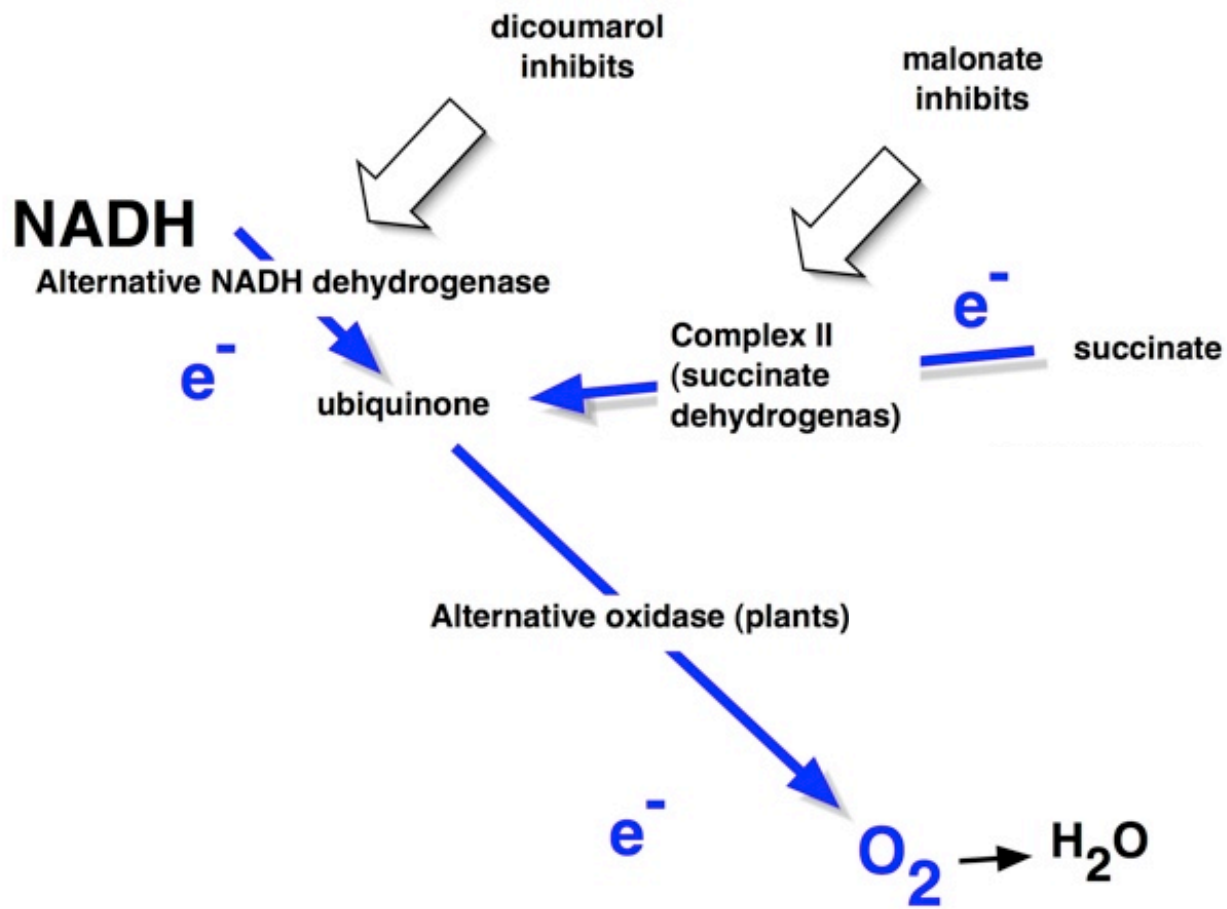 dicoumarol
inhibits
malonate
inhibits
NADH
Alternative NADH dehydrogenase
e-
Complex II
(succinate
dehydrogenas)
e-
succinate
ubiquinone
Alternative oxidase (plants)
e-
O2
H2O